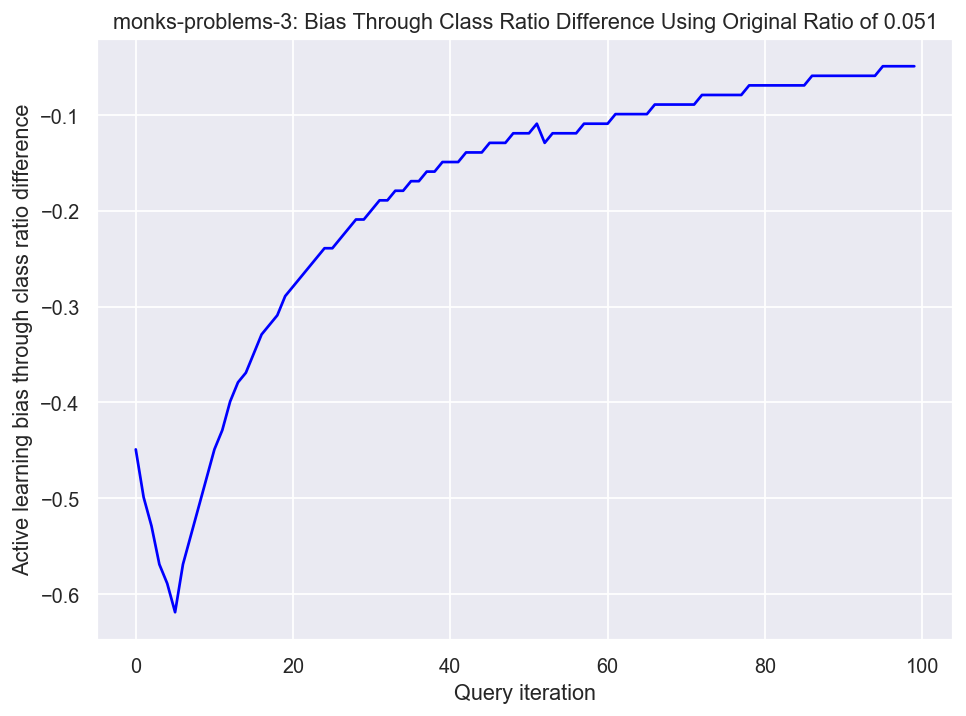 monks-problems-3: Bias Through Class Ratio Difference Using Original Ratio of 0.051
Active learning bias through class ratio difference
−0.1
−0.2
−0.3
−0.4
−0.5
−0.6
0 20 40 60 80 100
Query iteration